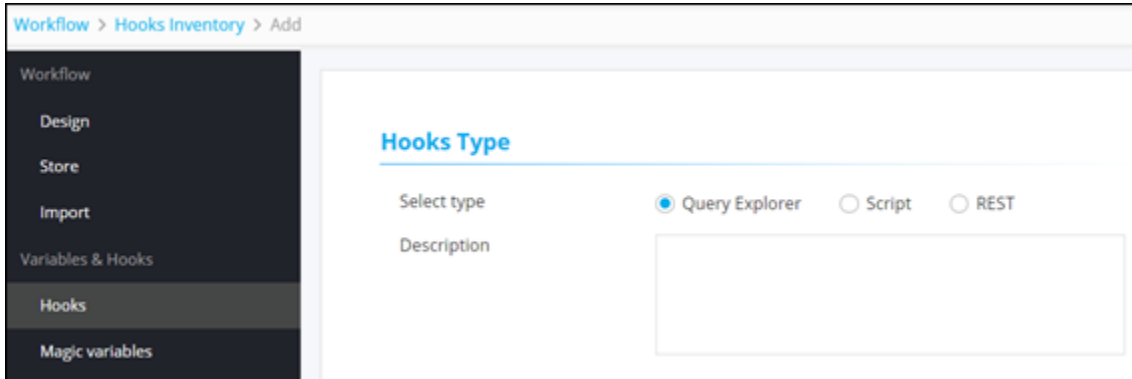 Workflow > Hooks Inventory > Add
Workflow
Design
Store
Import
Variables & Hooks
Hooks
Magic variables
Hooks Type
Select type Query Explorer Script REST
Description